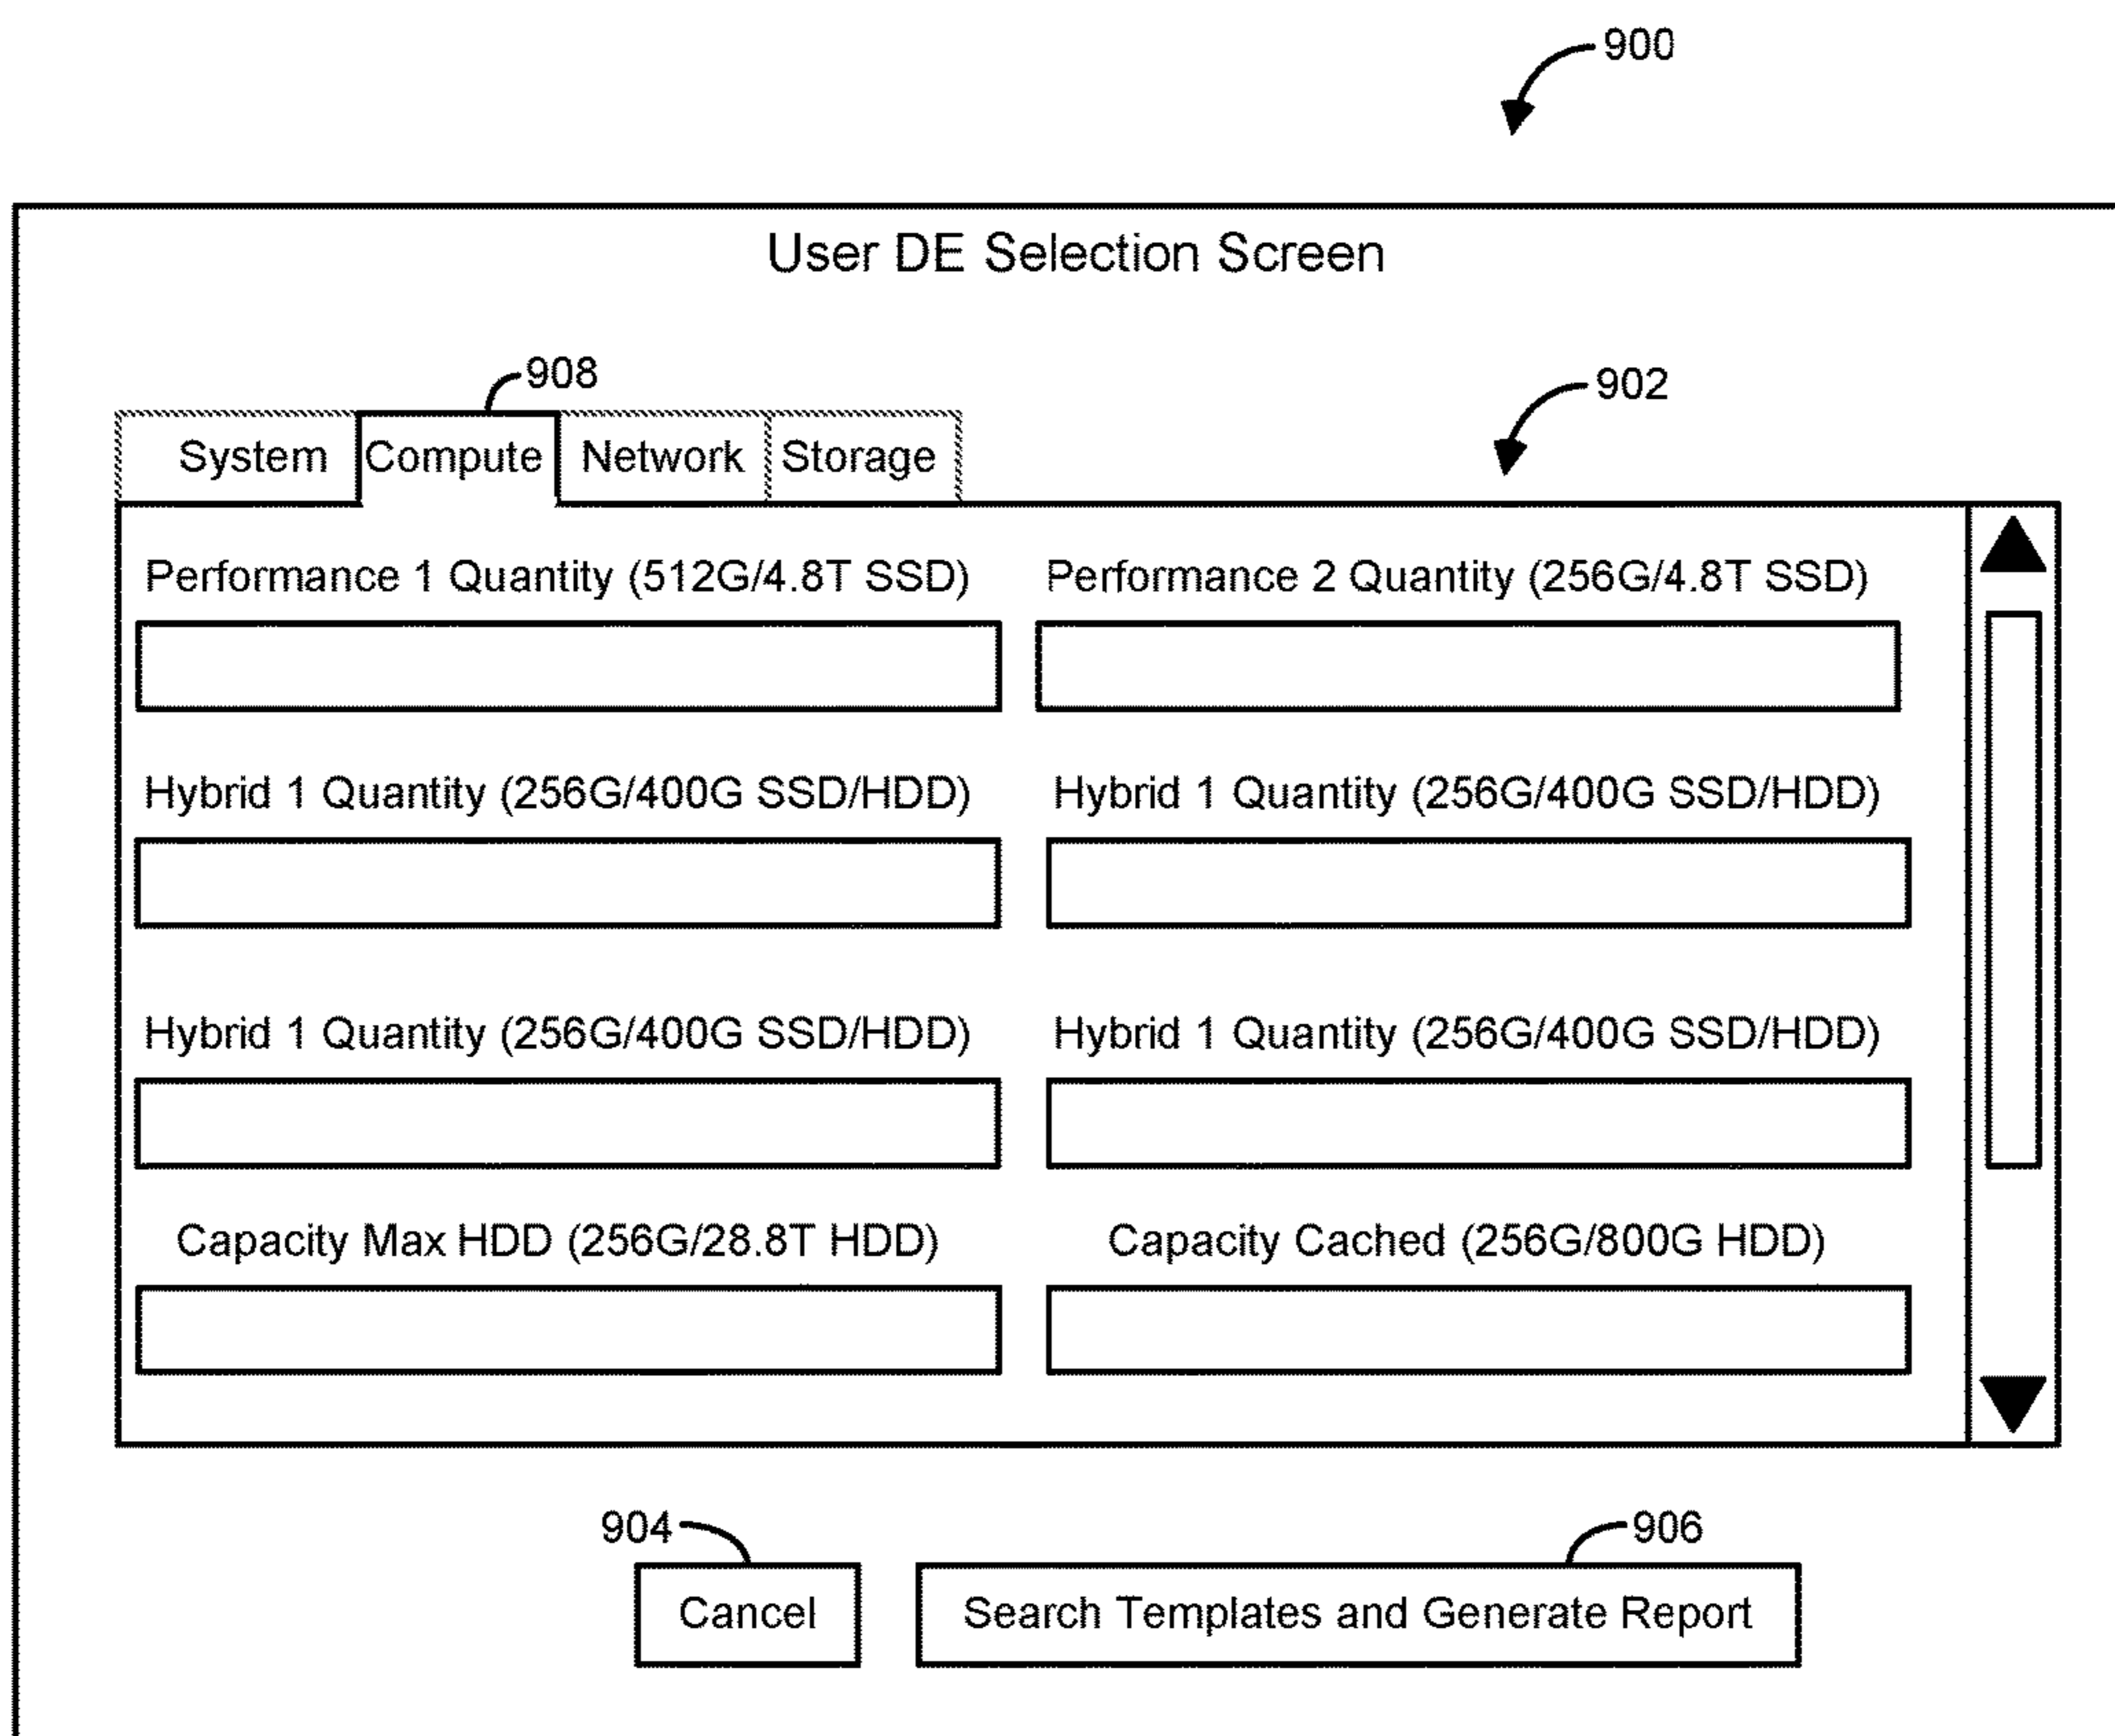 900
User DE Selection Screen
908
902
System Compute Network Storage
Performance 1 Quantity (512G/4.8T SSD) Performance 2 Quantity (256G/4.8T SSD)
Hybrid 1 Quantity (256G/400G SSD/HDD) Hybrid 1 Quantity (256G/400G SSD/HDD)
Hybrid 1 Quantity (256G/400G SSD/HDD) Hybrid 1 Quantity (256G/400G SSD/HDD)
Capacity Max HDD (256G/28.8T HDD) Capacity Cached (256G/800G HDD)
904 906
Cancel Search Templates and Generate Report